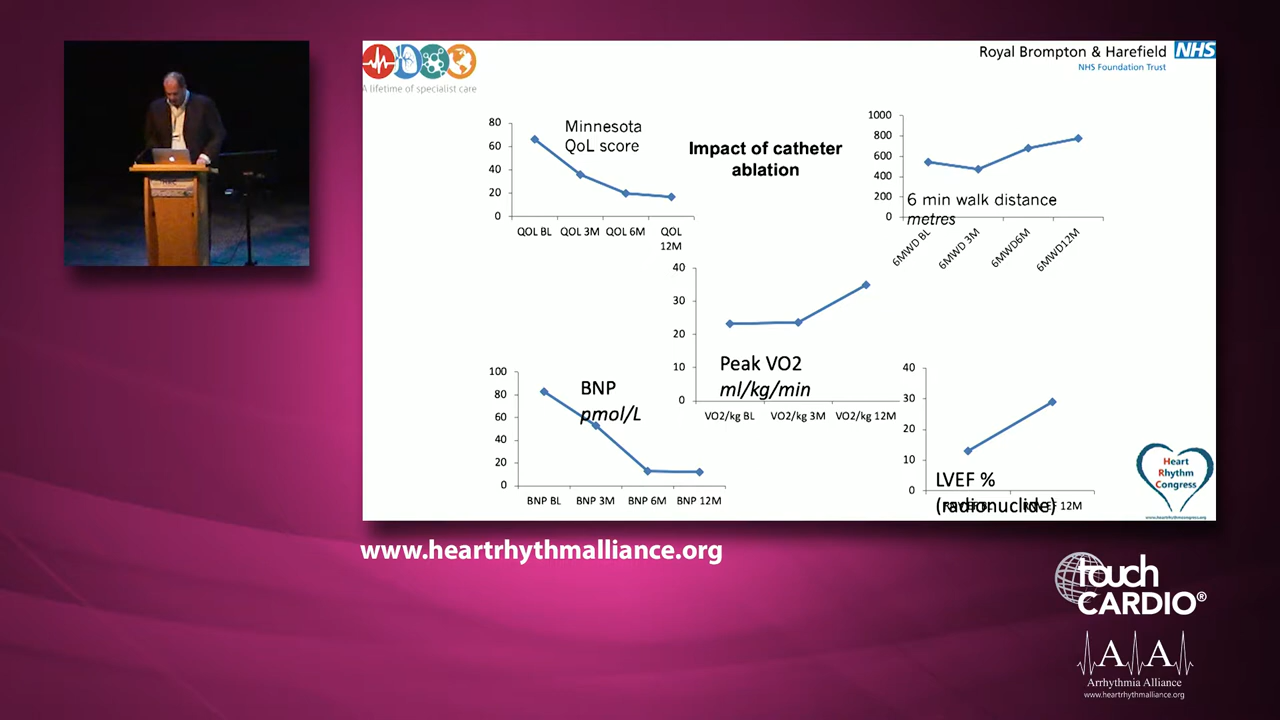 A lifetime of specialist care
Royal Brompton & Harefield NHS
NHS Foundation Trust
Impact of catheter
ablation
Minnesota
QoL score
80
60
40
20
0
QOL BL QOL 3M QOL 6M QOL
12M
1000
800
600
400
200
0
6 min walk distance
metres
6MWD BL
6MWD 3M
6MWD6M
6MWD12M
40
30
20
10
0
Peak VO2
ml/kg/min
VO2/kg BL VO2/kg 3M VO2/kg 12M
100
80
60
40
20
0
BNP
pmol/L
BNP BL BNP 3M BNP 6M BNP 12M
40
30
20
10
0
LVEF %
(radionuclide)
12M
Heart
Rhythm
Congress
www.heartrhythmcongress.org
www.heartrhythmalliance.org
touch
CARDIO®
A A
Arrhythmia Alliance
www.heartrhythmalliance.org